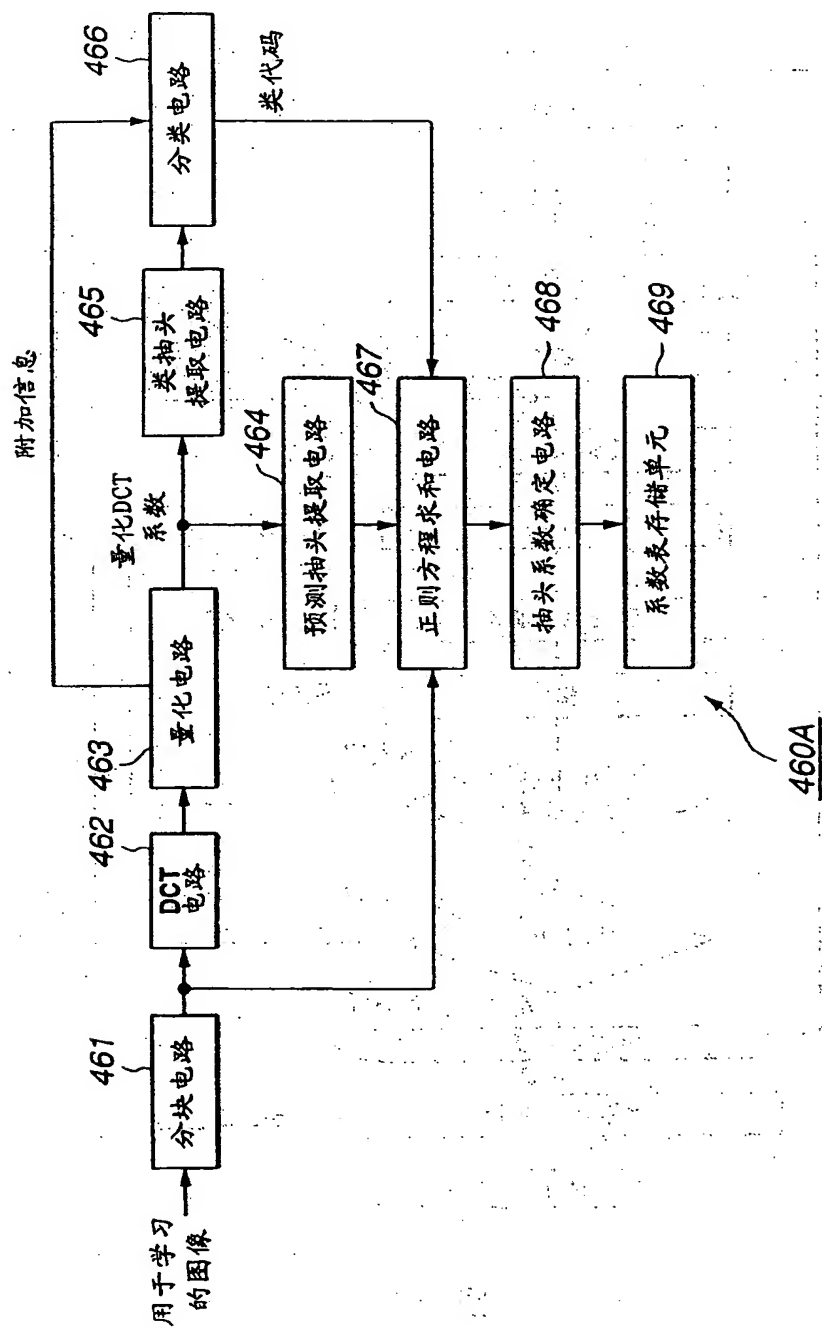 用于学习
的图像
461
分块电路
462
DCT
电路
463
量化电路
附加信息
量化DCT
系数
465
类抽头
提取电路
466
分类电路
类代码
464
预测抽头提取电路
467
正则方程求和电路
468
抽头系数确定电路
469
系数表存储单元
460A